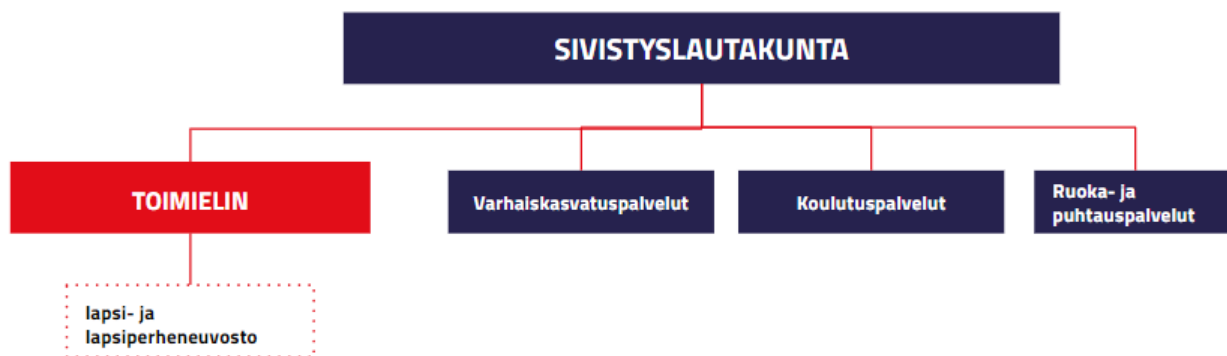 SIVISTYSLAUTAKUNTA
TOIMIELIN
Varhaiskasvatuspalvelut
Koulutuspalvelut
Ruoka- ja
puhtauspalvelut
lapsi- ja
lapsiperheneuvosto